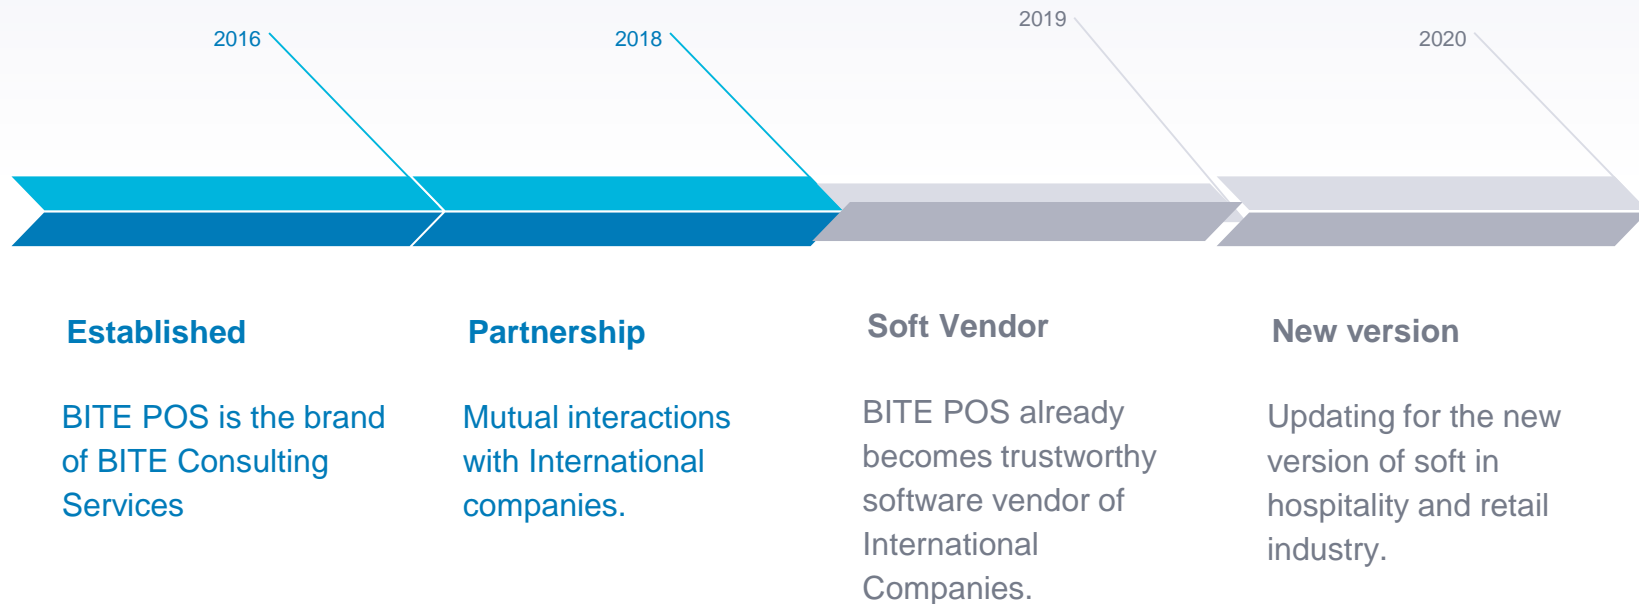 2016
2018
2019
2020
Established
BITE POS is the brand
of BITE Consulting
Services
Partnership
Mutual interactions
with International
companies.
Soft Vendor
BITE POS already
becomes trustworthy
software vendor of
International
Companies.
New version
Updating for the new
version of soft in
hospitality and retail
industry.